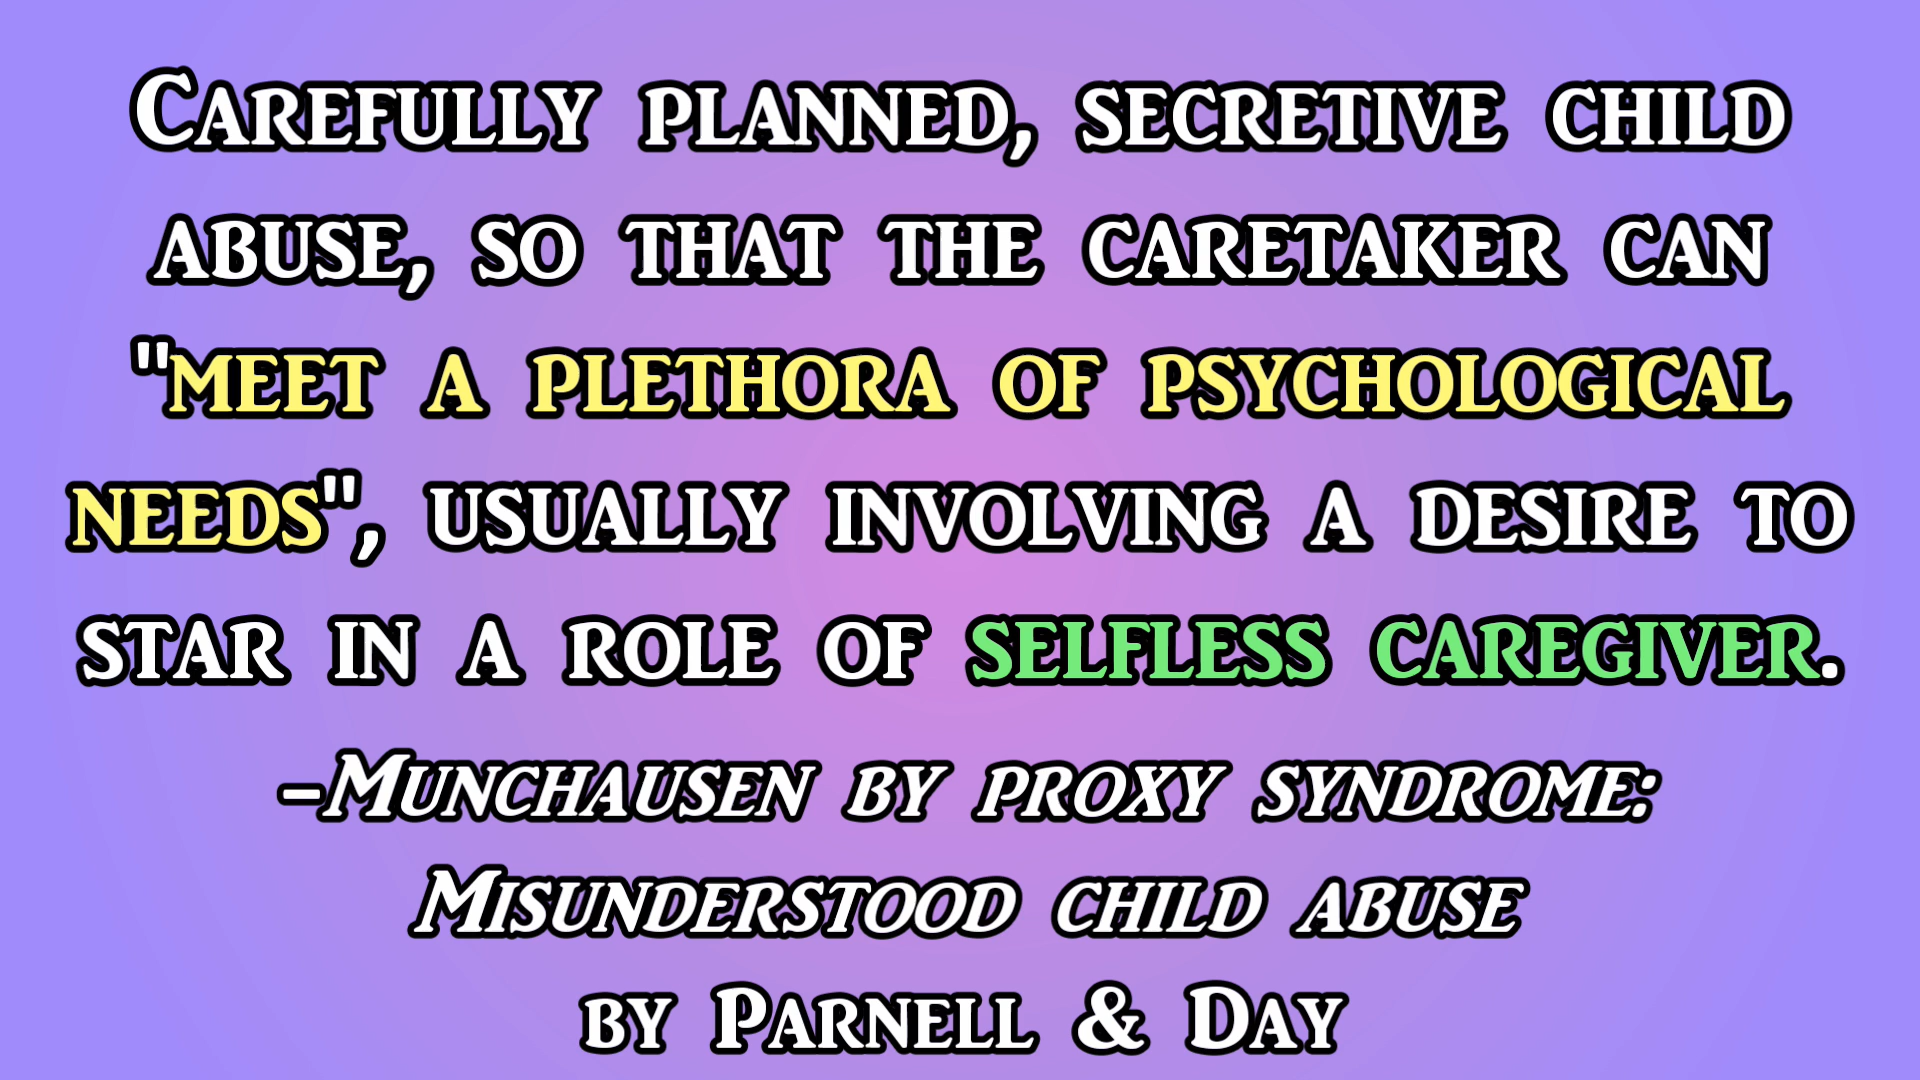 Carefully planned, secretive child
abuse, so that the caretaker can
"meet a plethora of psychological
needs", usually involving a desire to
star in a role of selfless caregiver.
-Munchausen by proxy syndrome:
Misunderstood child abuse
by Parnell & Day